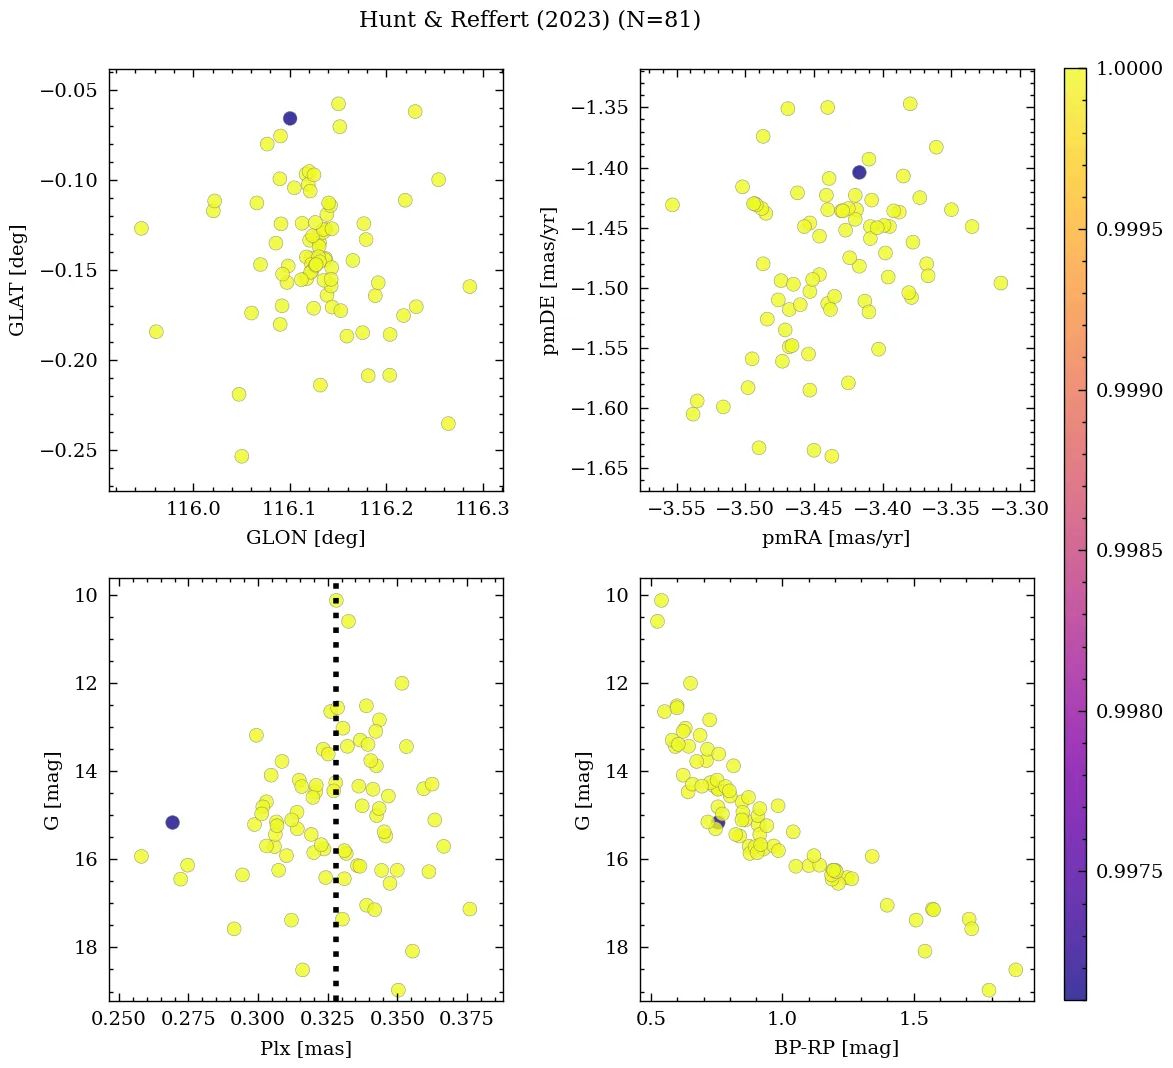 Hunt & Reffert (2023) (N=81)
−0.05
−0.10
−0.15
−0.20
−0.25
GLAT [deg]
116.0 116.1 116.2 116.3
GLON [deg]
−1.35
−1.40
−1.45
−1.50
−1.55
−1.60
−1.65
pmDE [mas/yr]
−3.55 −3.50 −3.45 −3.40 −3.35 −3.30
pmRA [mas/yr]
10
12
14
16
18
G [mag]
0.250 0.275 0.300 0.325 0.350 0.375
Plx [mas]
10
12
14
16
18
G [mag]
0.5 1.0 1.5
BP-RP [mag]
1.0000
0.9995
0.9990
0.9985
0.9980
0.9975